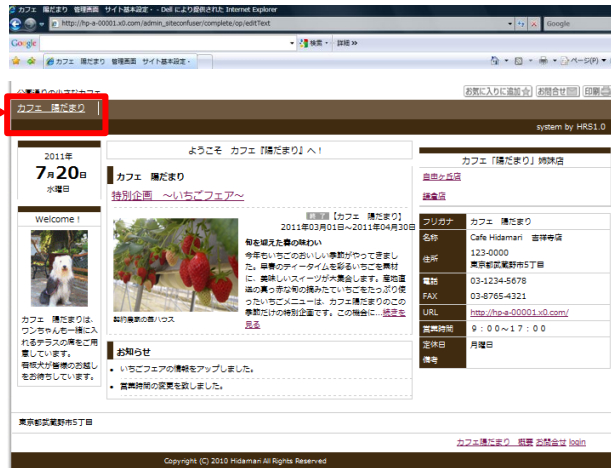 カフェ 陽だまり 管理画面 サイト基本設定・ - Dell により提供された Internet Explorer
http://hp-a-00001.x0.com/admin_siteconfuser/complete/op/editText
Google
Google
検索
詳細 »
カフェ 陽だまり 管理画面 サイト基本設定・
ページ(P)
お気に入りに追加☆
お問合せ
印刷
カフェ 陽だまり
system by HRS1.0
2011年
7月20日
水曜日
Welcome !
カフェ 陽だまりは、
ワンちゃんも一緒に入
れるテラスの席をご用
意しています。
看板犬が皆様のお越し
をお待ちしています。
ようこそ カフェ『陽だまり』へ!
カフェ 陽だまり
特別企画 ～いちごフェア～
終了【カフェ 陽だまり】
2011年03月01日～2011年04月30日
旬を迎えた春の味わい
今年もいちごのおいしい季節がやってきまし
た。早春のティータイムを彩るいちごを素材
に、美味しいスイーツが大集合します。産地直
送の真っ赤な旬の摘みたていちごをたっぷり使
ったいちごメニューは、カフェ陽だまりのこの
季節だけの特別企画です。この機会に...続きを
見る
契約農家の苺ハウス
お知らせ
• いちごフェアの情報をアップしました。
• 営業時間の変更を致しました。
カフェ「陽だまり」姉妹店
自由ヶ丘店
鎌倉店
フリガナ カフェ 陽だまり
名称 Cafe Hidamari 吉祥寺店
住所 123-0000
東京都武蔵野市5丁目
電話 03-1234-5678
FAX 03-8765-4321
URL http://hp-a-00001.x0.com/
営業時間 9:00～17:00
定休日 月曜日
備考
東京都武蔵野市5丁目
カフェ陽だまり 概要 お問合せ login
Copyright (C) 2010 Hidamari All Rights Reserved